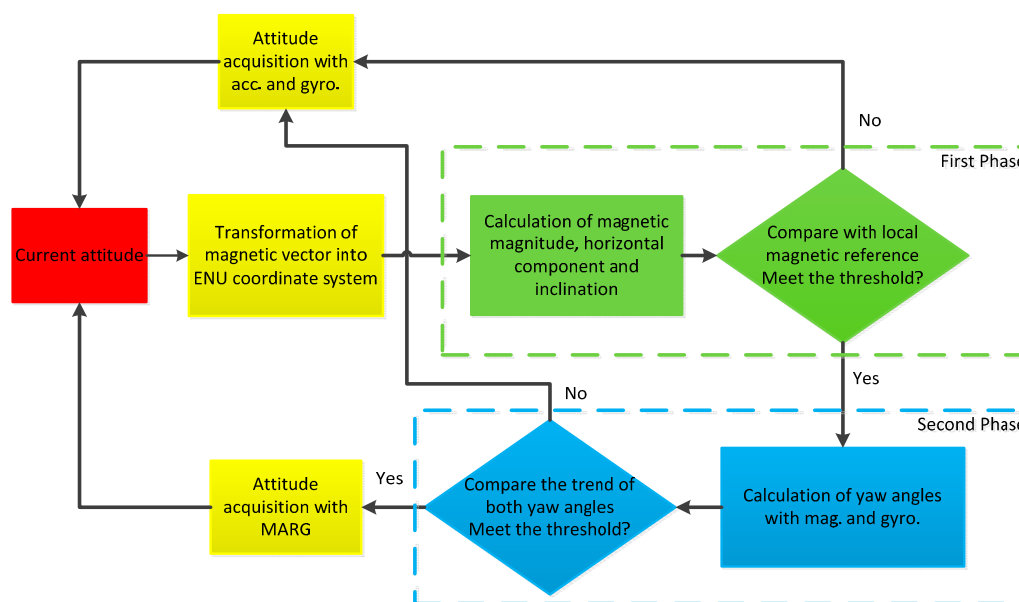 Attitude
acquisition with
acc. and gyro.
No
First Phase
Current attitude
Transformation of
magnetic vector into
ENU coordinate system
Calculation of magnetic
magnitude, horizontal
component and
inclination
Compare with local
magnetic reference
Meet the threshold?
Yes
No
Second Phase
Attitude
acquisition with
MARG
Yes
Compare the trend of
both yaw angles
Meet the threshold?
Calculation of yaw angles
with mag. and gyro.